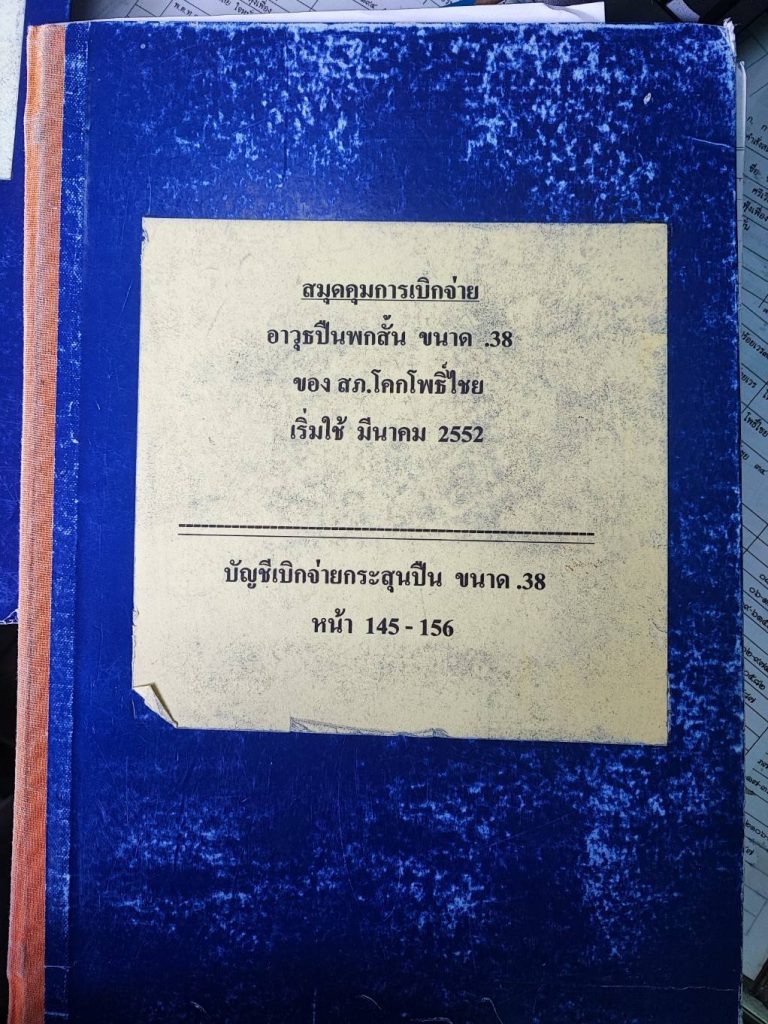 สมุดคุมการเบิกจ่าย
อาวุธปืนพกสั้น ขนาด .38
ของ สภ.โคกโพธิ์ไชย
เริ่มใช้ มีนาคม 2552
บัญชีเบิกจ่ายกระสุนปืน ขนาด .38
หน้า 145 - 156